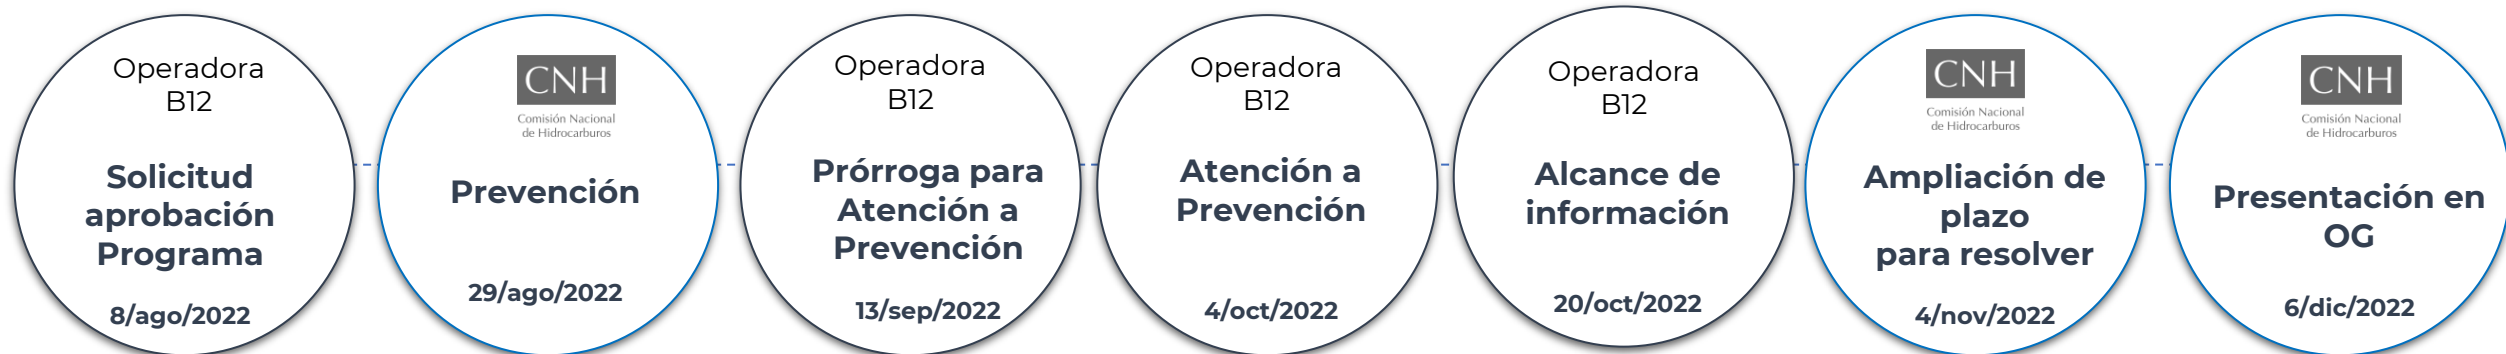 Operadora
B12
Solicitud
aprobación
Programa
8/ago/2022
CNH
Comisión Nacional
de Hidrocarburos
Prevención
29/ago/2022
Operadora
B12
Prórroga para
Atención a
Prevención
13/sep/2022
Operadora
B12
Atención a
Prevención
4/oct/2022
Operadora
B12
Alcance de
información
20/oct/2022
CNH
Comisión Nacional
de Hidrocarburos
Ampliación de
plazo
para resolver
4/nov/2022
CNH
Comisión Nacional
de Hidrocarburos
Presentación en
OG
6/dic/2022